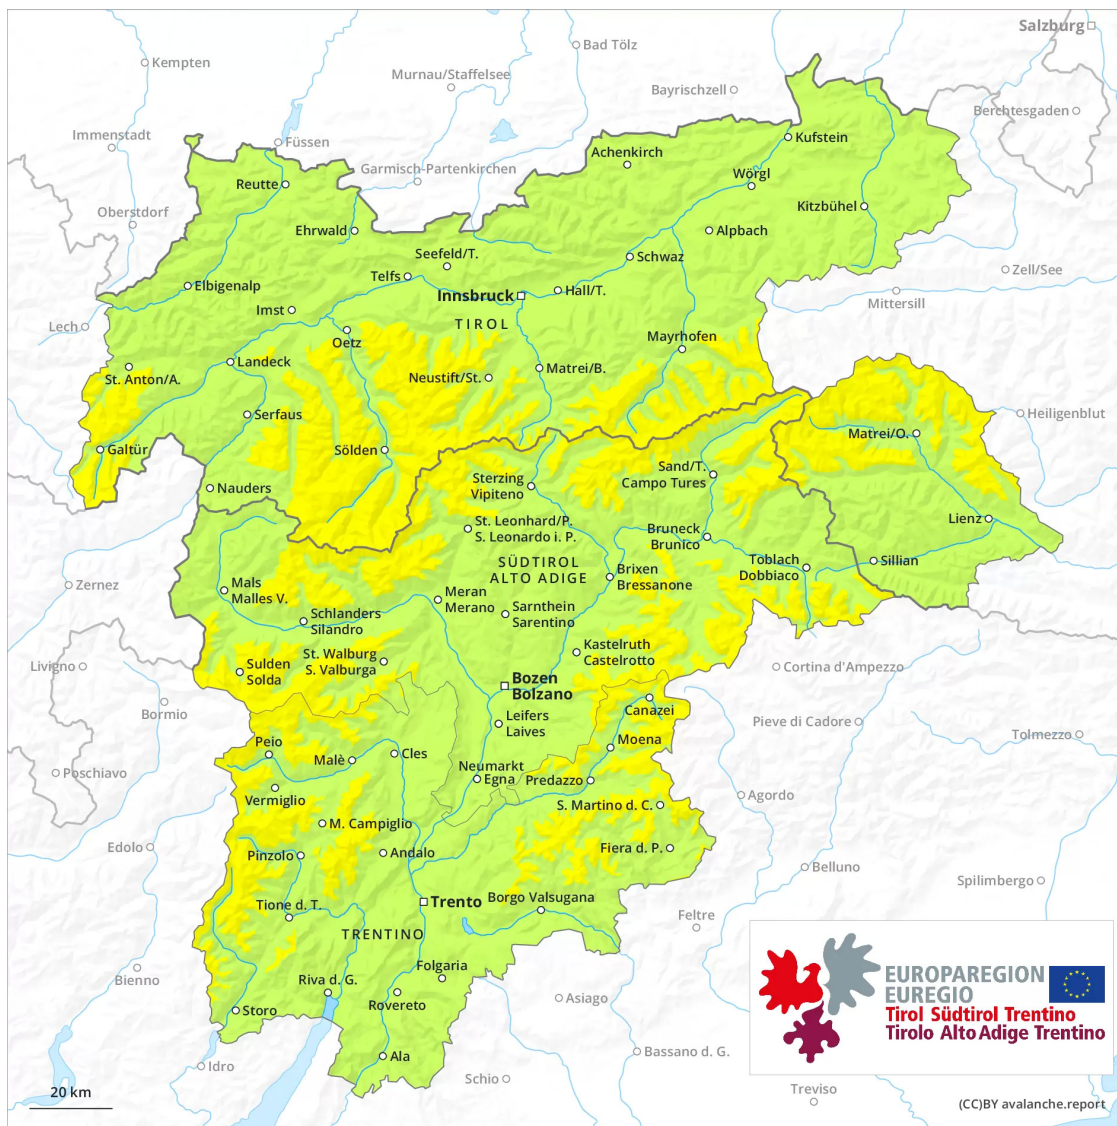 Salzburg
Kempten
Bad Tölz
Murnau/Staffelsee
Bayrischzell
Berchtesgaden
Immenstadt
Füssen
Kufstein
Achenkirch
Garmisch-Partenkirchen
Wörgl
Reutte
Kitzbühel
Oberstdorf
Ehrwald
Alpbach
Seefeld/T.
Schwaz
Telfs
Zell/See
Elbigenalp
Innsbruck
Hall/T.
Mittersill
Imst
TIROL
Lech
Oetz
Mayrhofen
Landeck
Matrei/B.
St. Anton/A.
Neustift/St.
Serfaus
Heiligenblut
Matrei/O.
Galtür
Sölden
Sand/T.
Campo Tures
Sterzing
Vipiteno
Nauders
Lienz
St. Leonhard/P.
S. Leonardo i. P.
Bruneck
Brunico
SÜDTIROL
ALTO ADIGE
Toblach
Dobbiaco
Sillian
Brixen
Bressanone
Zernez
Mals
Malles V.
Meran
Merano
Schlanders
Silandro
Sarnthein
Sarentino
Kastelruth
Castelrotto
St. Walburg
S. Valburga
Livigno
Sulden
Solda
Cortina d'Ampezzo
Bozen
Bolzano
Canazei
Bormio
Leifers
Laives
Pieve di Cadore
Tolmezzo
Moena
Peio
Cles
Malè
Poschiavo
Neumarkt
Egna
Predazzo
Vermiglio
Agordo
S. Martino d. C.
M. Campiglio
Edolo
Pinzolo
Andalo
Fiera d. P.
Belluno
Spilimbergo
Trento
Borgo Valsugana
Tione d. T.
Feltre
TRENTINO
Folgaria
Bienno
Riva d. G.
Rovereto
Asiago
Storo
EUROPAREGION
EUREGIO
Tirol Südtirol Trentino
Tirolo Alto Adige Trentino
Ala
Bassano d. G.
Idro
Schio
Treviso
20 km
(CC)BY avalanche.report